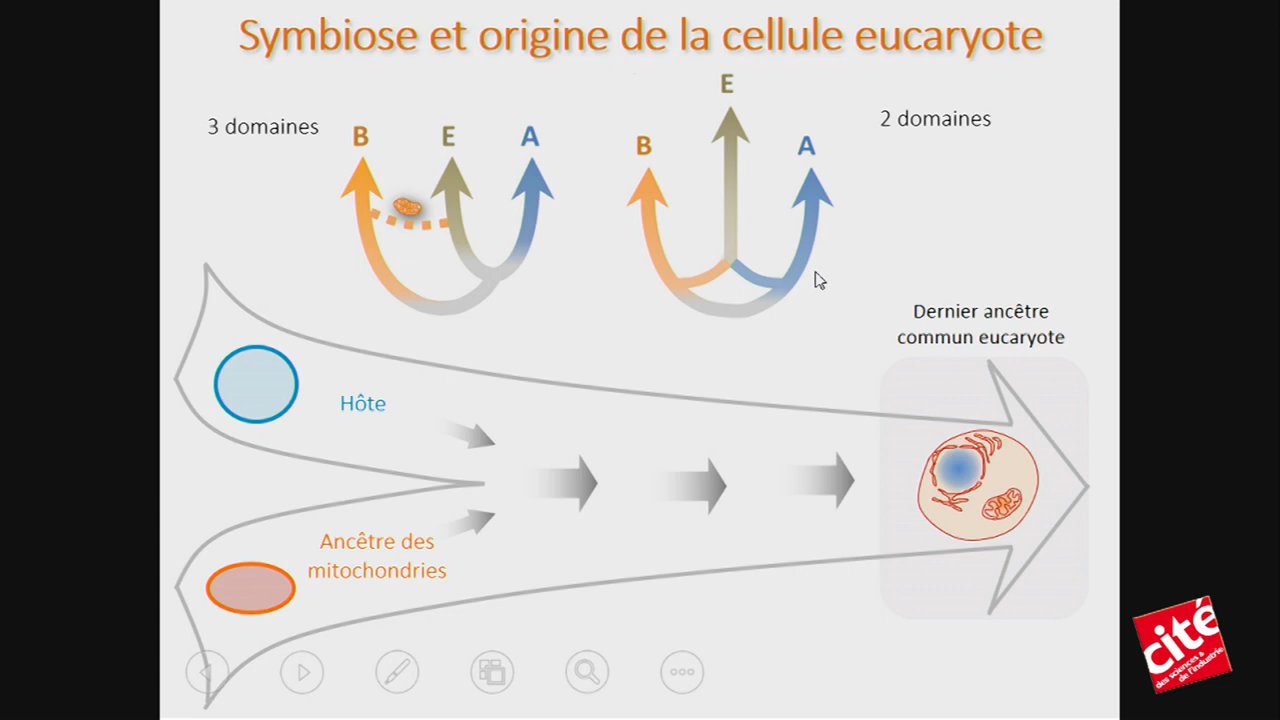 Symbiose et origine de la cellule eucaryote
3 domaines
B
E
A
B
E
A
2 domaines
Dernier ancêtre
commun eucaryote
Hôte
Ancêtre des
mitochondries
cité
des sciences &
de l'industrie